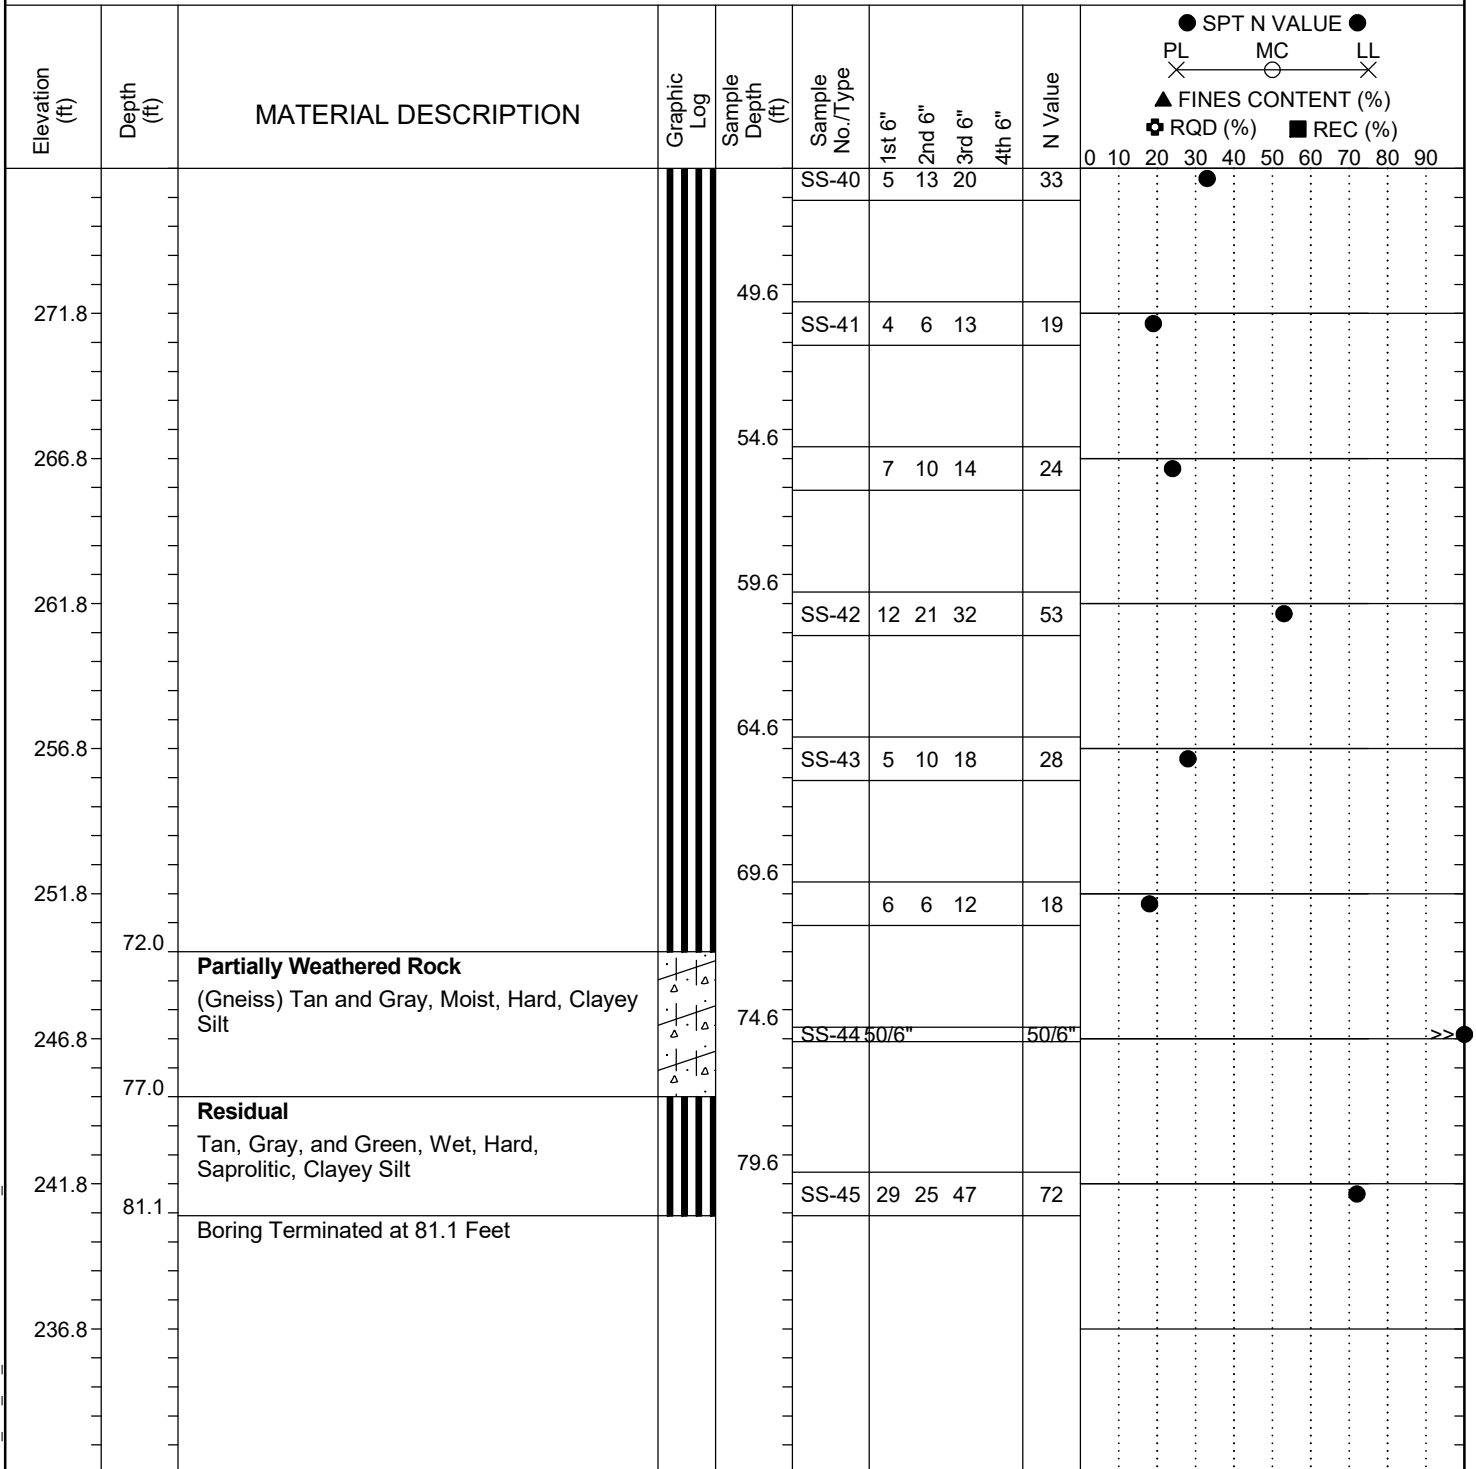 Elevation (ft)
Depth (ft)
MATERIAL DESCRIPTION
Graphic Log
Sample Depth (ft)
Sample No./Type
1st 6"
2nd 6"
3rd 6"
4th 6"
N Value
● SPT N VALUE ●
PL MC LL
▲ FINES CONTENT (%)
RQD (%) ■ REC (%)
0 10 20 30 40 50 60 70 80 90
SS-40 5 13 20 33
49.6
271.8
SS-41 4 6 13 19
54.6
266.8
7 10 14 24
59.6
261.8
SS-42 12 21 32 53
64.6
256.8
SS-43 5 10 18 28
69.6
251.8
6 6 12 18
72.0
Partially Weathered Rock
(Gneiss) Tan and Gray, Moist, Hard, Clayey
Silt
74.6
246.8
SS-44 50/6" 50/6" >>
77.0
Residual
Tan, Gray, and Green, Wet, Hard,
Saprolitic, Clayey Silt
79.6
241.8
SS-45 29 25 47 72
81.1
Boring Terminated at 81.1 Feet
236.8